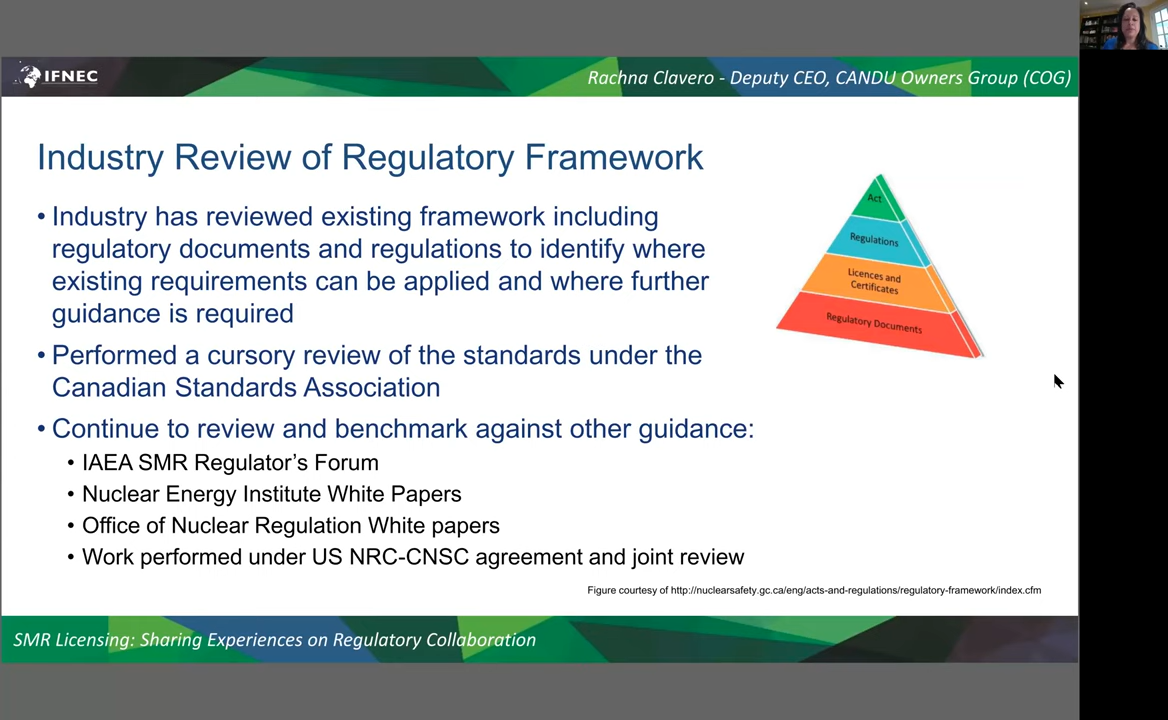 IFNEC
Rachna Clavero - Deputy CEO, CANDU Owners Group (COG)
Industry Review of Regulatory Framework
• Industry has reviewed existing framework including
regulatory documents and regulations to identify where
existing requirements can be applied and where further
guidance is required
• Performed a cursory review of the standards under the
Canadian Standards Association
• Continue to review and benchmark against other guidance:
• IAEA SMR Regulator’s Forum
• Nuclear Energy Institute White Papers
• Office of Nuclear Regulation White papers
• Work performed under US NRC-CNSC agreement and joint review
Act
Regulations
Licences and
Certificates
Regulatory Documents
Figure courtesy of http://nuclearsafety.gc.ca/eng/acts-and-regulations/regulatory-framework/index.cfm
SMR Licensing: Sharing Experiences on Regulatory Collaboration